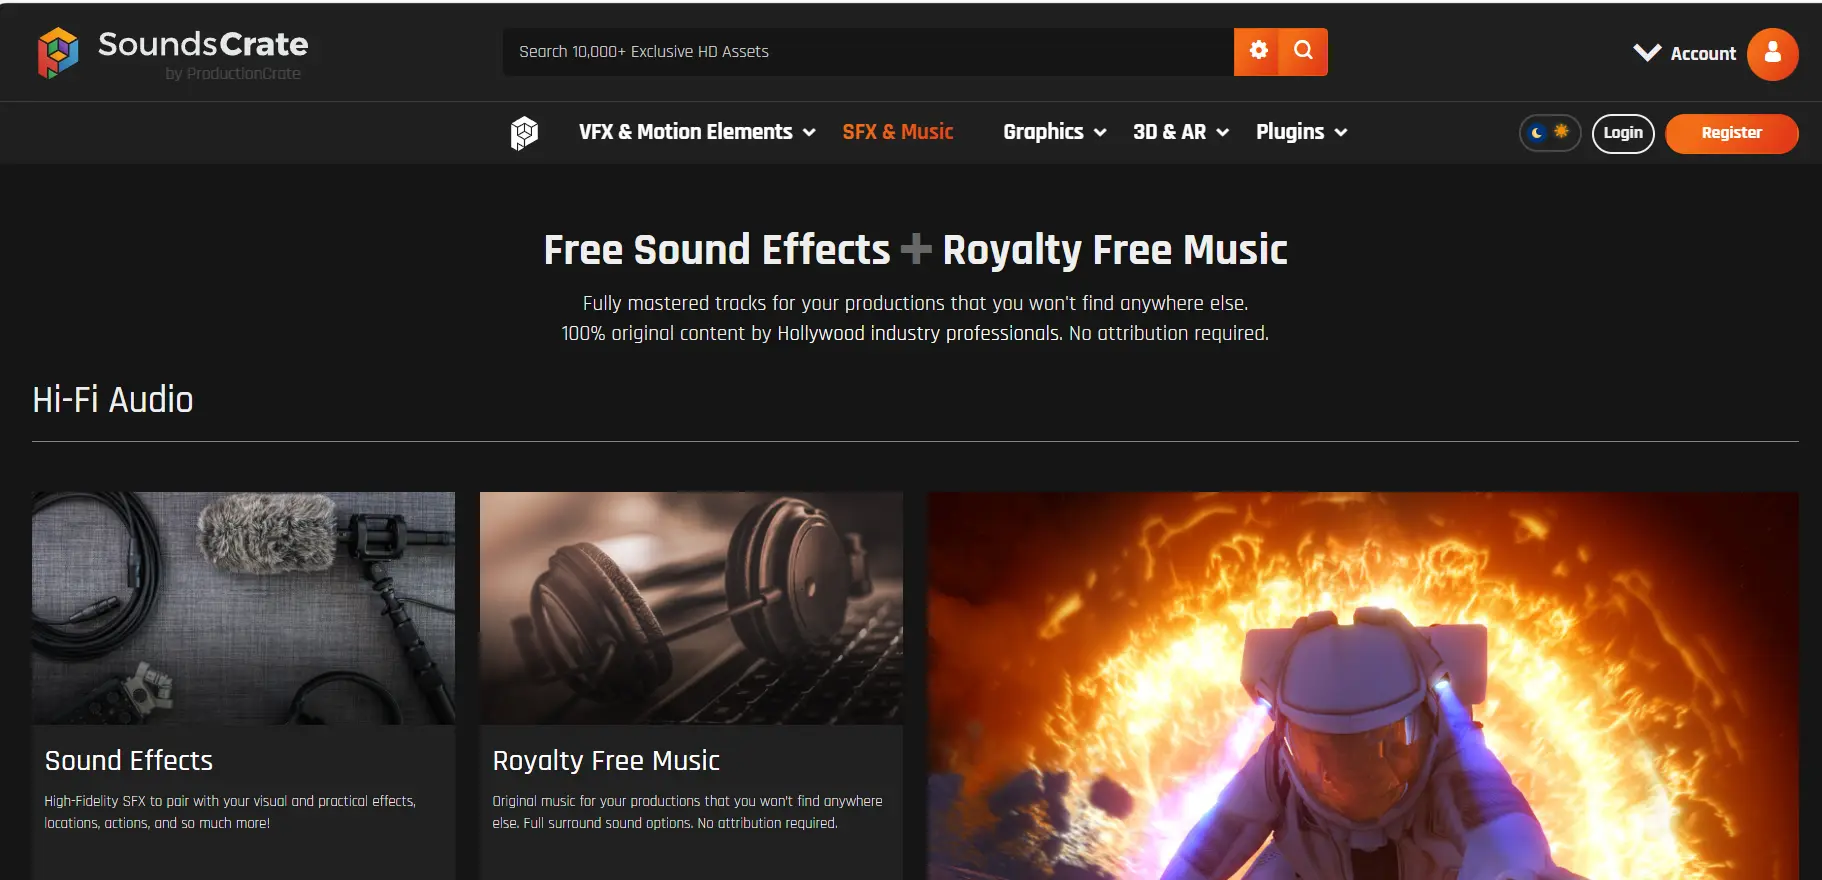 SoundsCrate
by ProductionCrate
Search 10,000+ Exclusive HD Assets
Account
VFX & Motion Elements
SFX & Music
Graphics
3D & AR
Plugins
Login
Register
Free Sound Effects + Royalty Free Music
Fully mastered tracks for your productions that you won't find anywhere else.
100% original content by Hollywood industry professionals. No attribution required.
Hi-Fi Audio
Sound Effects
High-Fidelity SFX to pair with your visual and practical effects,
locations, actions, and so much more!
Royalty Free Music
Original music for your productions that you won't find anywhere
else. Full surround sound options. No attribution required.